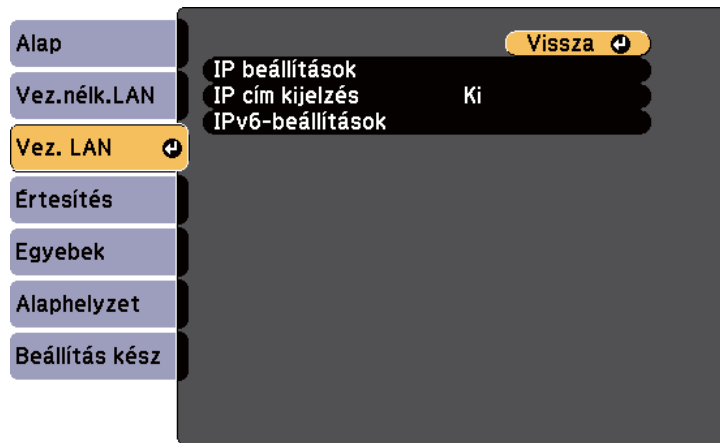 Alap
Vez.nélk.LAN
Vez. LAN
Értesítés
Egyebek
Alaphelyzet
Beállítás kész
Vissza
IP beállítások
IP cím kijelzés Ki
IPv6-beállítások